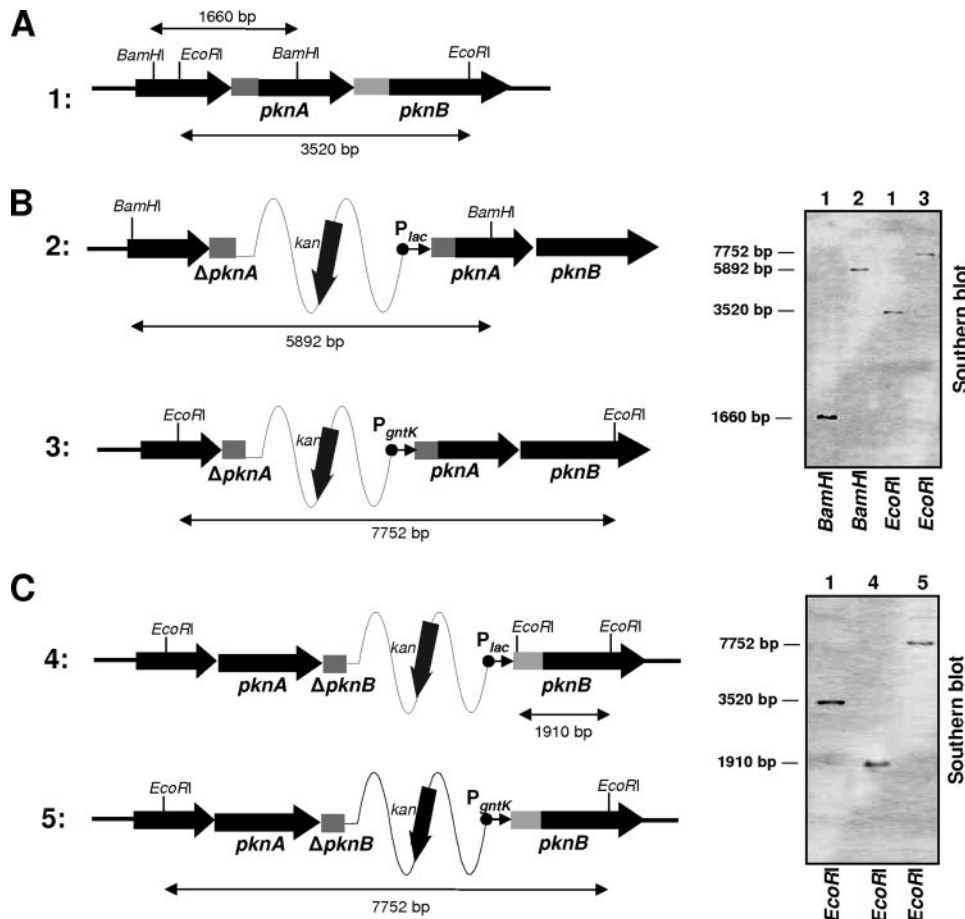 A
1660 bp
BamHI EcoRI BamHI EcoRI
1:
pknA pknB
3520 bp
B
BamHI kan Plac BamHI
2:
ΔpknA pknA pknB
5892 bp
EcoRI kan PgntK EcoRI
3:
ΔpknA pknA pknB
7752 bp
1 2 1 3
7752 bp
5892 bp
3520 bp
1660 bp
Southern blot
BamHI BamHI EcoRI EcoRI
C
EcoRI kan Plac EcoRI EcoRI
4:
pknA ΔpknB pknB
1910 bp
EcoRI kan PgntK EcoRI
5:
pknA ΔpknB pknB
7752 bp
1 4 5
7752 bp
3520 bp
1910 bp
Southern blot
EcoRI EcoRI EcoRI